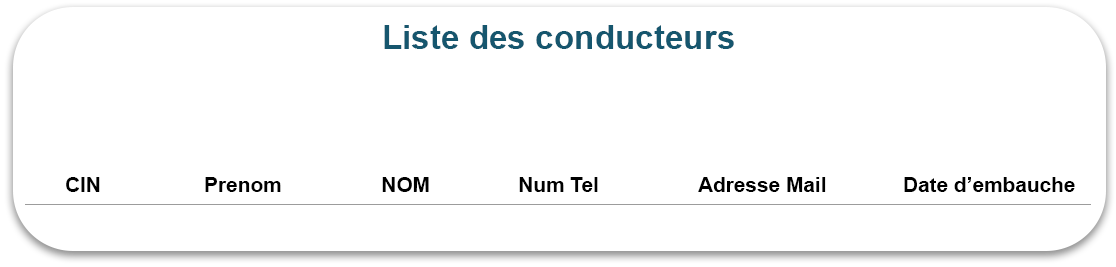 Liste des conducteurs
CIN Prenom NOM Num Tel Adresse Mail Date d’embauche